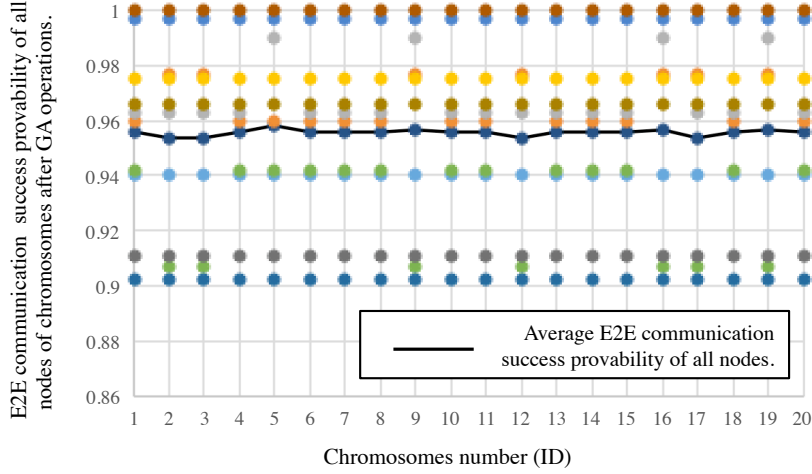 E2E communication success provability of all
nodes of chromosomes after GA operations.
1
0.98
0.96
0.94
0.92
0.9
0.88
0.86
Average E2E communication
success provability of all nodes.
1 2 3 4 5 6 7 8 9 10 11 12 13 14 15 16 17 18 19 20
Chromosomes number (ID)